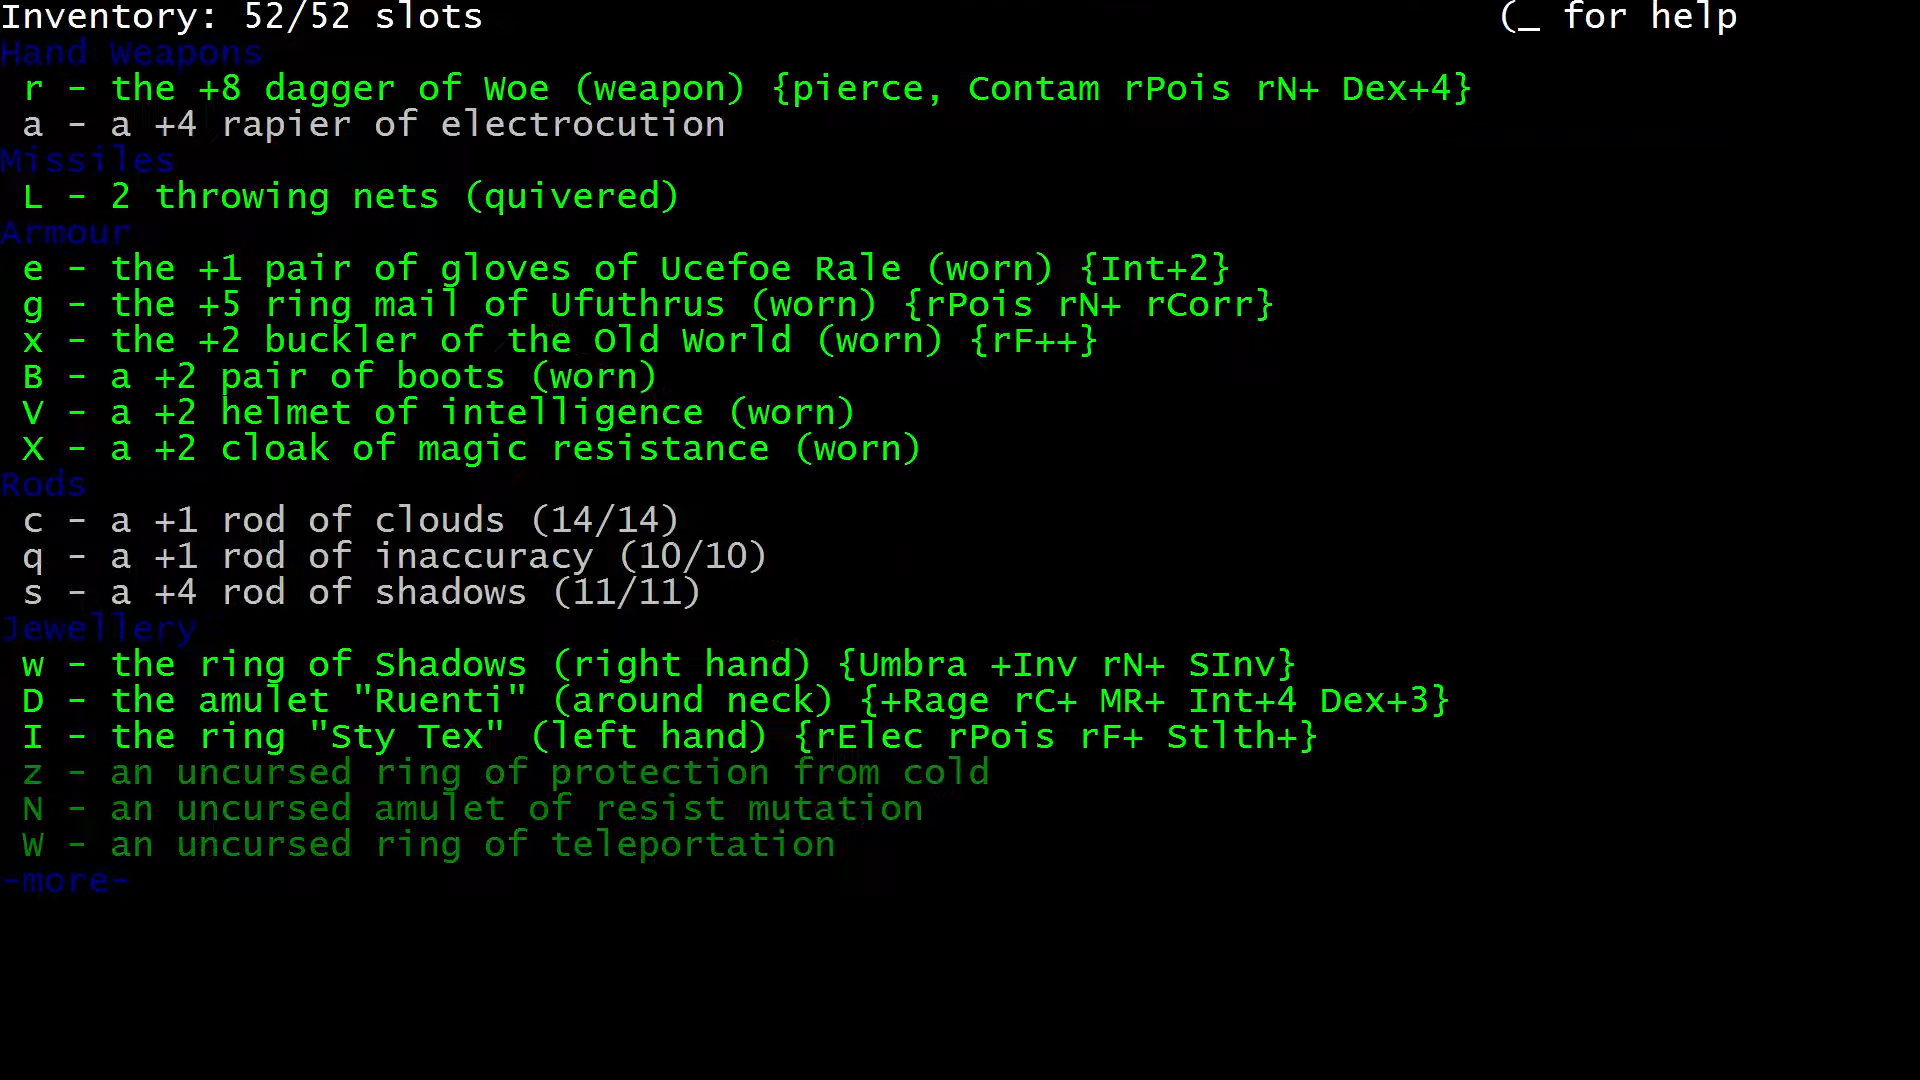 Inventory: 52/52 slots (_ for help
Hand Weapons
r - the +8 dagger of Woe (weapon) {pierce, Contam rPois rN+ Dex+4}
a - a +4 rapier of electrocution
Missiles
L - 2 throwing nets (quivered)
Armour
e - the +1 pair of gloves of Ucefoe Rale (worn) {Int+2}
g - the +5 ring mail of Ufuthrus (worn) {rPois rN+ rCorr}
x - the +2 buckler of the Old World (worn) {rF++}
B - a +2 pair of boots (worn)
V - a +2 helmet of intelligence (worn)
X - a +2 cloak of magic resistance (worn)
Rods
c - a +1 rod of clouds (14/14)
q - a +1 rod of inaccuracy (10/10)
s - a +4 rod of shadows (11/11)
Jewellery
w - the ring of Shadows (right hand) {Umbra +Inv rN+ SInv}
D - the amulet "Ruenti" (around neck) {+Rage rC+ MR+ Int+4 Dex+3}
I - the ring "Sty Tex" (left hand) {rElec rPois rF+ Stlth+}
z - an uncursed ring of protection from cold
N - an uncursed amulet of resist mutation
W - an uncursed ring of teleportation
-more-